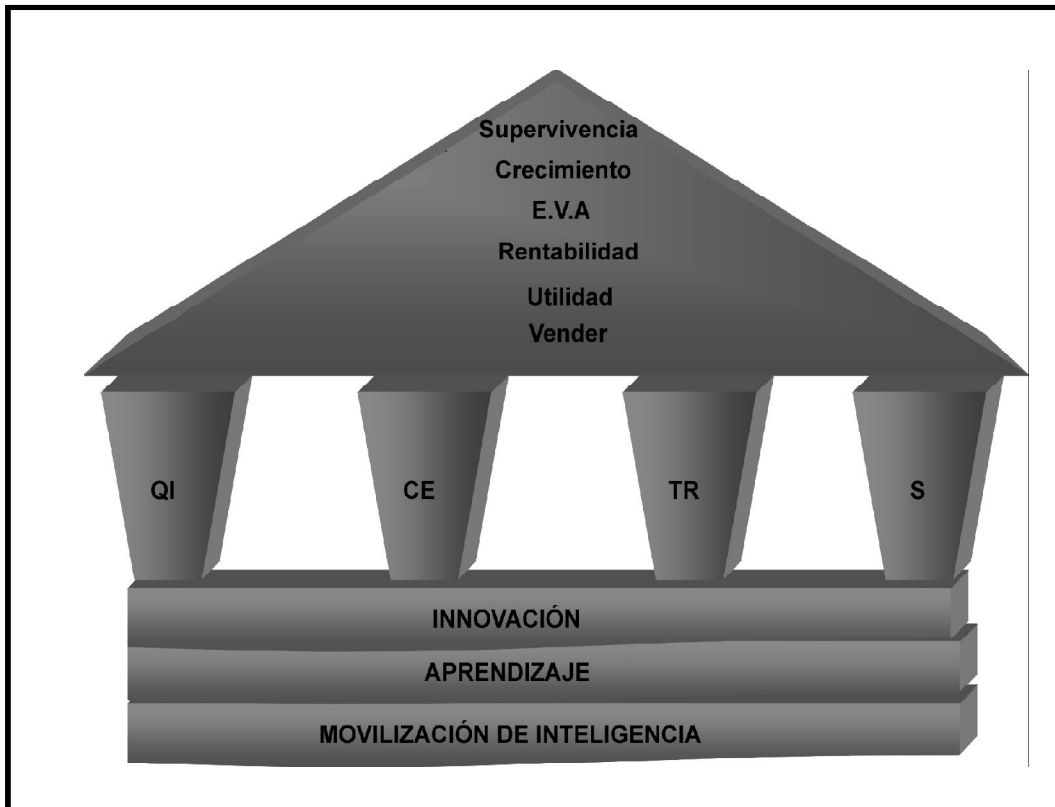 Supervivencia
Crecimiento
E.V.A
Rentabilidad
Utilidad
Vender
QI CE TR S
INNOVACIÓN
APRENDIZAJE
MOVILIZACIÓN DE INTELIGENCIA